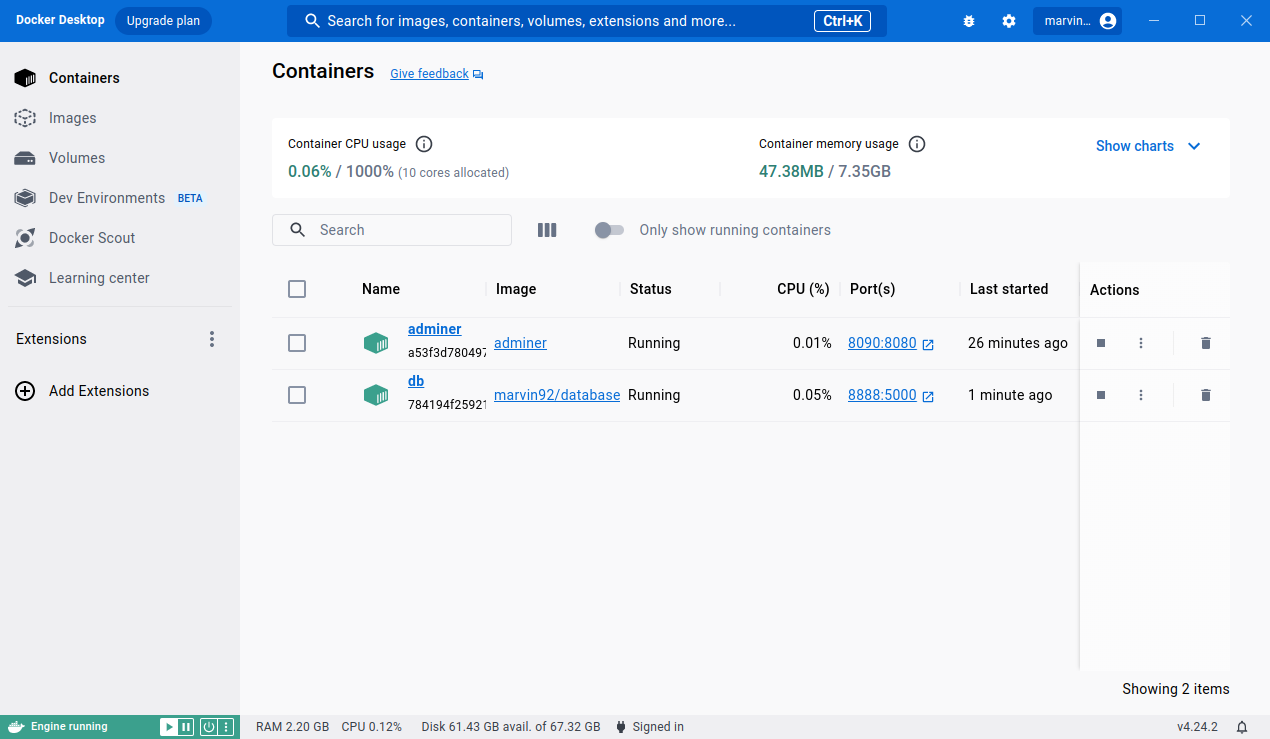 Docker Desktop
Upgrade plan
Search for images, containers, volumes, extensions and more...
Ctrl+K
marvin...
Containers
Images
Volumes
Dev Environments BETA
Docker Scout
Learning center
Extensions
Add Extensions
Containers
Give feedback
Container CPU usage
0.06% / 1000% (10 cores allocated)
Container memory usage
47.38MB / 7.35GB
Show charts
Search
Only show running containers
Name Image Status CPU (%) Port(s) Last started Actions
adminer
a53f3d780497
adminer Running 0.01% 8090:8080 26 minutes ago
db
784194f25921
marvin92/database Running 0.05% 8888:5000 1 minute ago
Showing 2 items
Engine running
RAM 2.20 GB CPU 0.12% Disk 61.43 GB avail. of 67.32 GB Signed in
v4.24.2